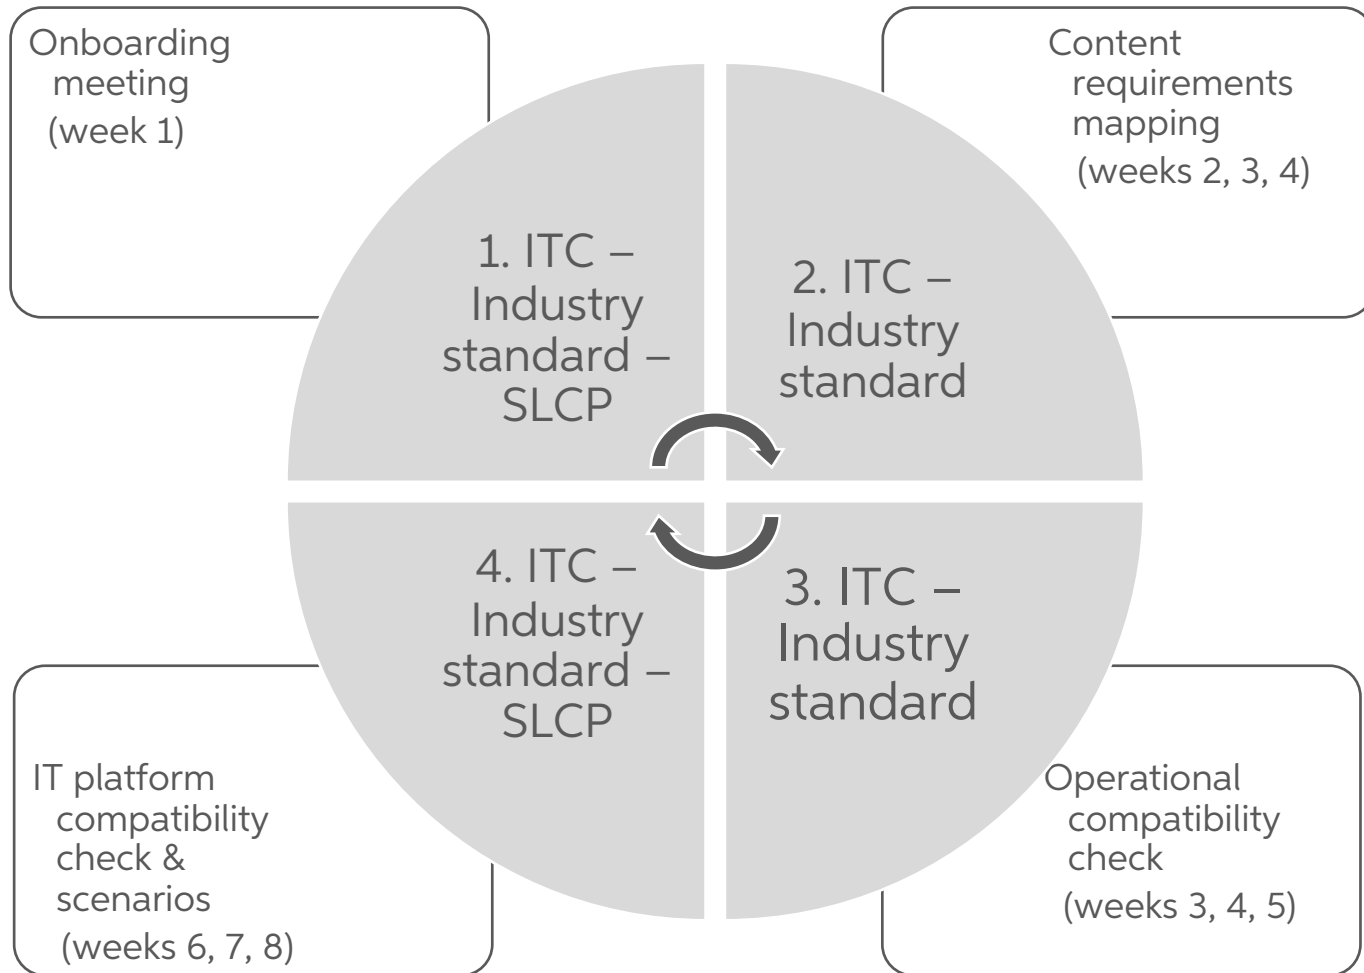 Onboarding
meeting
(week 1)
Content
requirements
mapping
(weeks 2, 3, 4)
1. ITC –
Industry
standard –
SLCP
2. ITC –
Industry
standard
4. ITC –
Industry
standard –
SLCP
3. ITC –
Industry
standard
IT platform
compatibility
check &
scenarios
(weeks 6, 7, 8)
Operational
compatibility
check
(weeks 3, 4, 5)